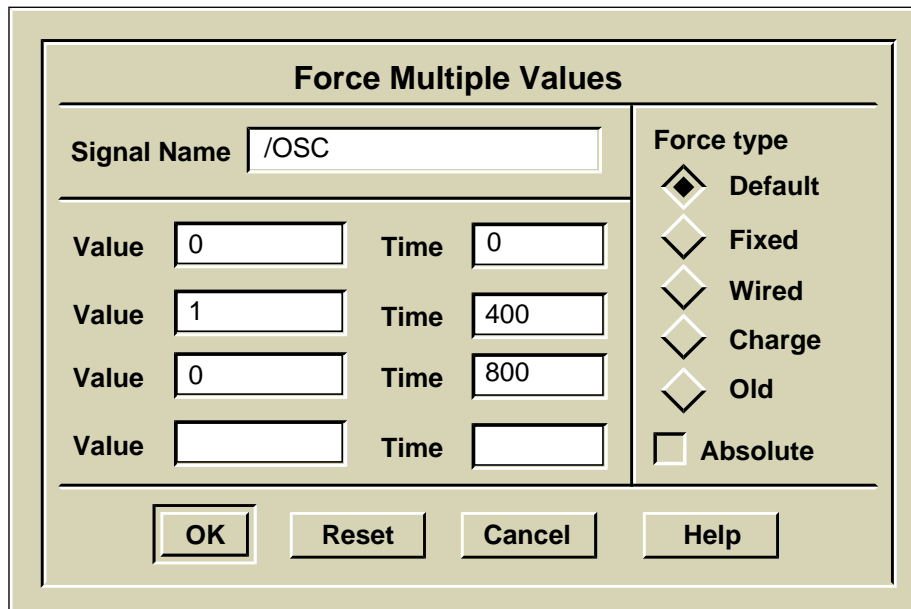 Force Multiple Values
Signal Name /OSC
Value 0 Time 0
Value 1 Time 400
Value 0 Time 800
Value Time
Force type
Default
Fixed
Wired
Charge
Old
Absolute
OK Reset Cancel Help